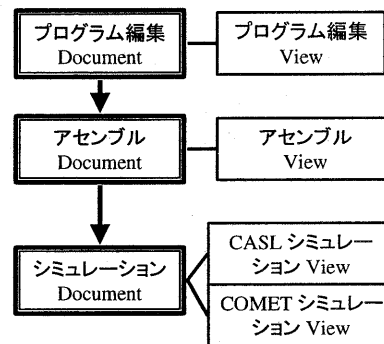 プログラム編集
Document
プログラム編集
View
アセンブル
Document
アセンブル
View
シミュレーション
Document
CASL シミュレー
ション View
COMET シミュレー
ション View